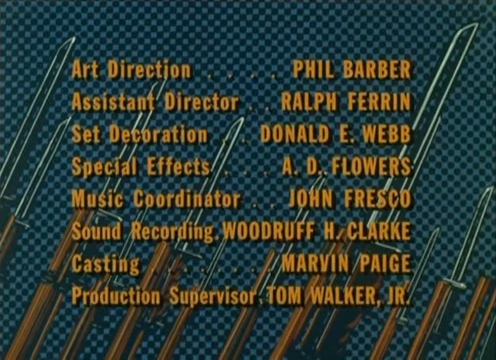 Art Direction . . . . PHIL BARBER
Assistant Director . . RALPH FERRIN
Set Decoration . . DONALD E. WEBB
Special Effects . . . A. D. FLOWERS
Music Coordinator . . JOHN FRESCO
Sound Recording.WOODRUFF H. CLARKE
Casting . . . . . . . MARVIN PAIGE
Production Supervisor.TOM WALKER, JR.